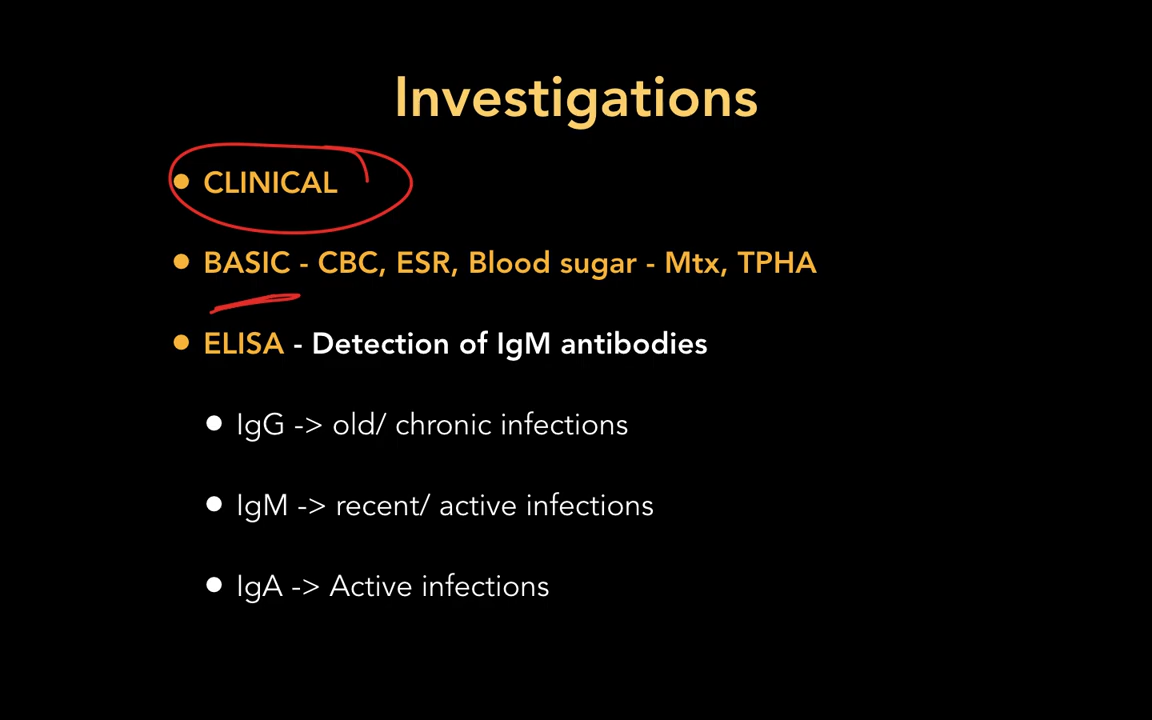 Investigations
• CLINICAL
• BASIC - CBC, ESR, Blood sugar - Mtx, TPHA
• ELISA - Detection of IgM antibodies
• IgG -> old/ chronic infections
• IgM -> recent/ active infections
• IgA -> Active infections